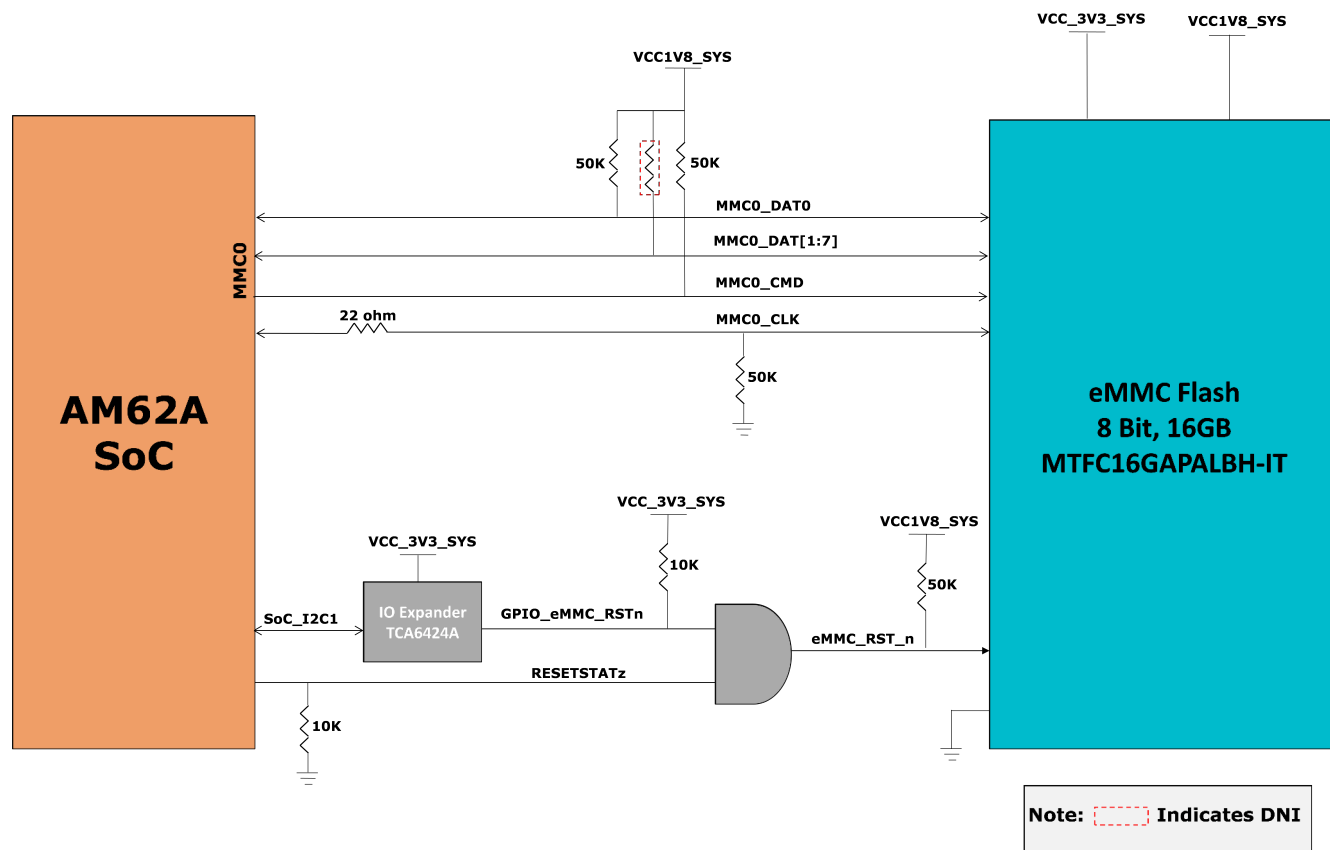 VCC_3V3_SYS
VCC1V8_SYS
VCC1V8_SYS
50K
50K
MMC0_DAT0
MMC0_DAT[1:7]
MMC0
MMC0_CMD
22 ohm
MMC0_CLK
50K
AM62A
SoC
eMMC Flash
8 Bit, 16GB
MTFC16GAPALBH-IT
VCC_3V3_SYS
VCC1V8_SYS
VCC_3V3_SYS
10K
50K
IO Expander
TCA6424A
SoC_I2C1
GPIO_eMMC_RSTn
eMMC_RST_n
RESETSTATz
10K
Note:
Indicates DNI